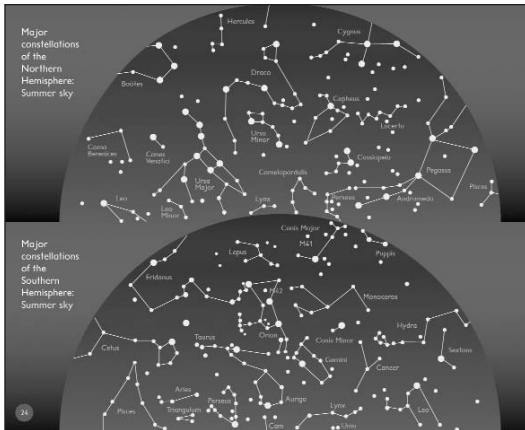 Major
constellations
of the
Northern
Hemisphere:
Summer sky
Hercules
Cygnus
Draco
Boötes
Cepheus
Lacerta
Ursa
Minor
Coma
Berenices
Canes
Venatici
Cassiopeia
Camelopardalis
Pegasus
Ursa
Major
Leo
Leo
Minor
Lynx
Perseus
Andromeda
Pisces
Major
constellations
of the
Southern
Hemisphere:
Summer sky
Canis Major
M41
Puppis
Lepus
Eridanus
M42
Monoceros
Orion
Hydra
Taurus
Canis Minor
Cetus
Gemini
Sextans
Cancer
Aries
Pisces
Triangulum
Perseus
Auriga
Lynx
Leo
Cam
Ursa
24